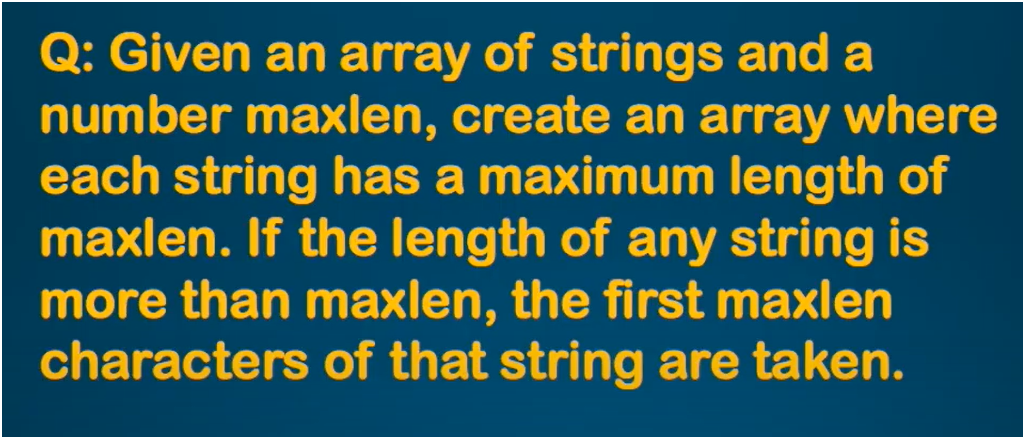 Q: Given an array of strings and a
number maxlen, create an array where
each string has a maximum length of
maxlen. If the length of any string is
more than maxlen, the first maxlen
characters of that string are taken.